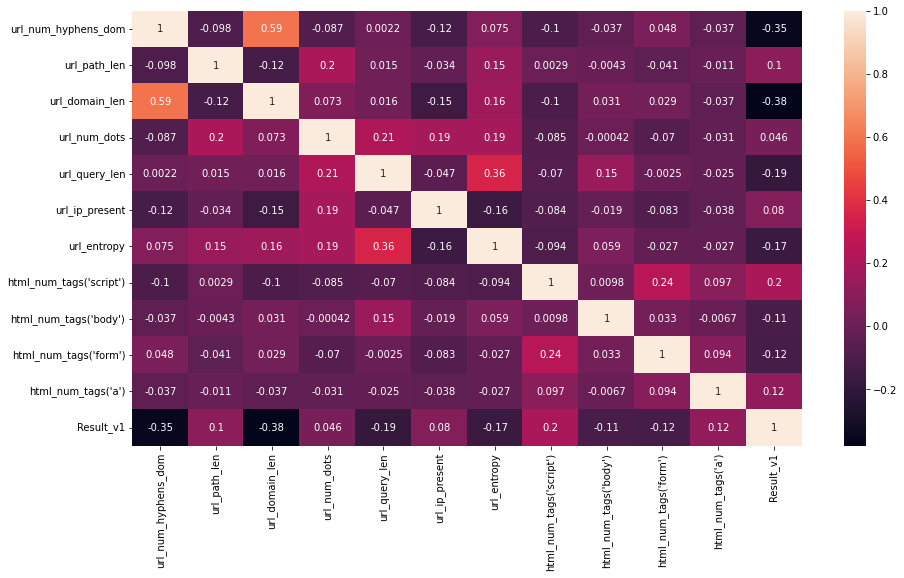 url_num_hyphens_dom 1 -0.098 0.59 -0.087 0.0022 -0.12 0.075 -0.1 -0.037 0.048 -0.037 -0.35
url_path_len -0.098 1 -0.12 0.2 0.015 -0.034 0.15 0.0029 -0.0043 -0.041 -0.011 0.1
url_domain_len 0.59 -0.12 1 0.073 0.016 -0.15 0.16 -0.1 0.031 0.029 -0.037 -0.38
url_num_dots -0.087 0.2 0.073 1 0.21 0.19 0.19 -0.085 -0.00042 -0.07 -0.031 0.046
url_query_len 0.0022 0.015 0.016 0.21 1 -0.047 0.36 -0.07 0.15 -0.0025 -0.025 -0.19
url_ip_present -0.12 -0.034 -0.15 0.19 -0.047 1 -0.16 -0.084 -0.019 -0.083 -0.038 0.08
url_entropy 0.075 0.15 0.16 0.19 0.36 -0.16 1 -0.094 0.059 -0.027 -0.027 -0.17
html_num_tags('script') -0.1 0.0029 -0.1 -0.085 -0.07 -0.084 -0.094 1 0.0098 0.24 0.097 0.2
html_num_tags('body') -0.037 -0.0043 0.031 -0.00042 0.15 -0.019 0.059 0.0098 1 0.033 -0.0067 -0.11
html_num_tags('form') 0.048 -0.041 0.029 -0.07 -0.0025 -0.083 -0.027 0.24 0.033 1 0.094 -0.12
html_num_tags('a') -0.037 -0.011 -0.037 -0.031 -0.025 -0.038 -0.027 0.097 -0.0067 0.094 1 0.12
Result_v1 -0.35 0.1 -0.38 0.046 -0.19 0.08 -0.17 0.2 -0.11 -0.12 0.12 1
url_num_hyphens_dom
url_path_len
url_domain_len
url_num_dots
url_query_len
url_ip_present
url_entropy
html_num_tags('script')
html_num_tags('body')
html_num_tags('form')
html_num_tags('a')
Result_v1
1.0
0.8
0.6
0.4
0.2
0.0
−0.2